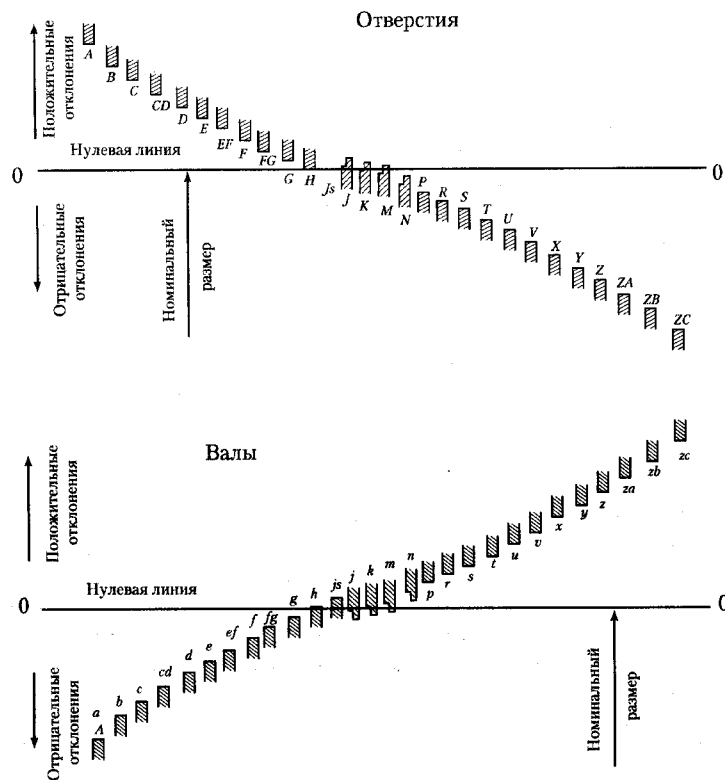 Отверстия
Положительные
отклонения
A
B
C
CD
D
E
EF
F
FG
G
H
Js
J
K
M
N
P
R
S
T
U
V
X
Y
Z
ZA
ZB
ZC
Нулевая линия
0
0
Отрицательные
отклонения
Номинальный
размер
Валы
Положительные
отклонения
Нулевая линия
0
0
a
A
b
c
cd
d
e
ef
f
fg
g
h
js
j
k
m
n
p
r
s
t
u
v
x
y
z
za
zb
zc
Отрицательные
отклонения
Номинальный
размер